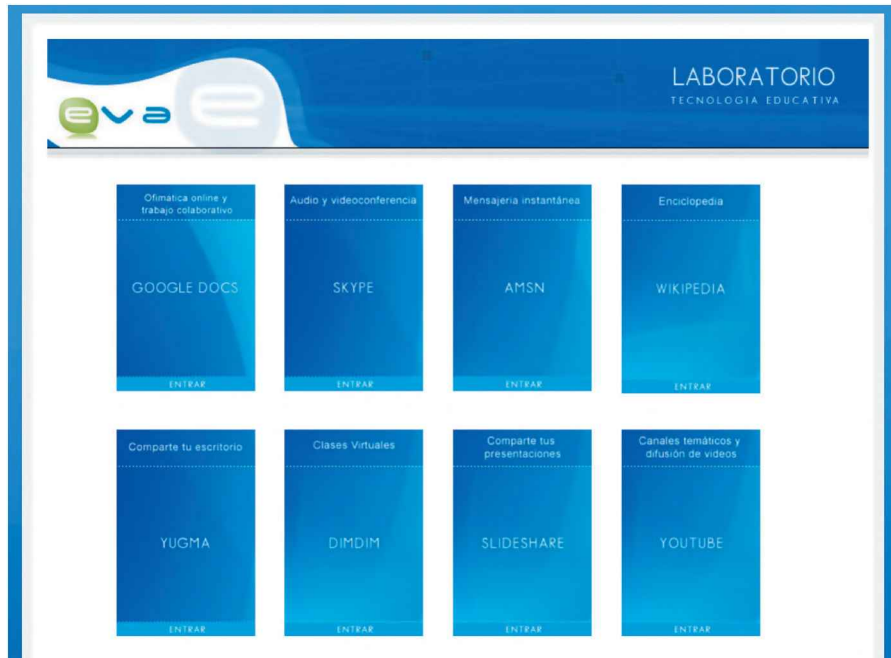 eva
e
LABORATORIO
TECNOLOGIA EDUCATIVA
Ofimatica online y
trabajo colaborativo
GOOGLE DOCS
ENTRAR
Audio y videoconferencia
SKYPE
ENTRAR
Mensajeria instantánea
AMSN
ENTRAR
Enciclopedia
WIKIPEDIA
ENTRAR
Comparte tu escritorio
YUGMA
ENTRAR
Clases Virtuales
DIMDIM
ENTRAR
Comparte tus
presentaciones
SLIDESHARE
ENTRAR
Canales temáticos y
difusión de videos
YOUTUBE
ENTRAR